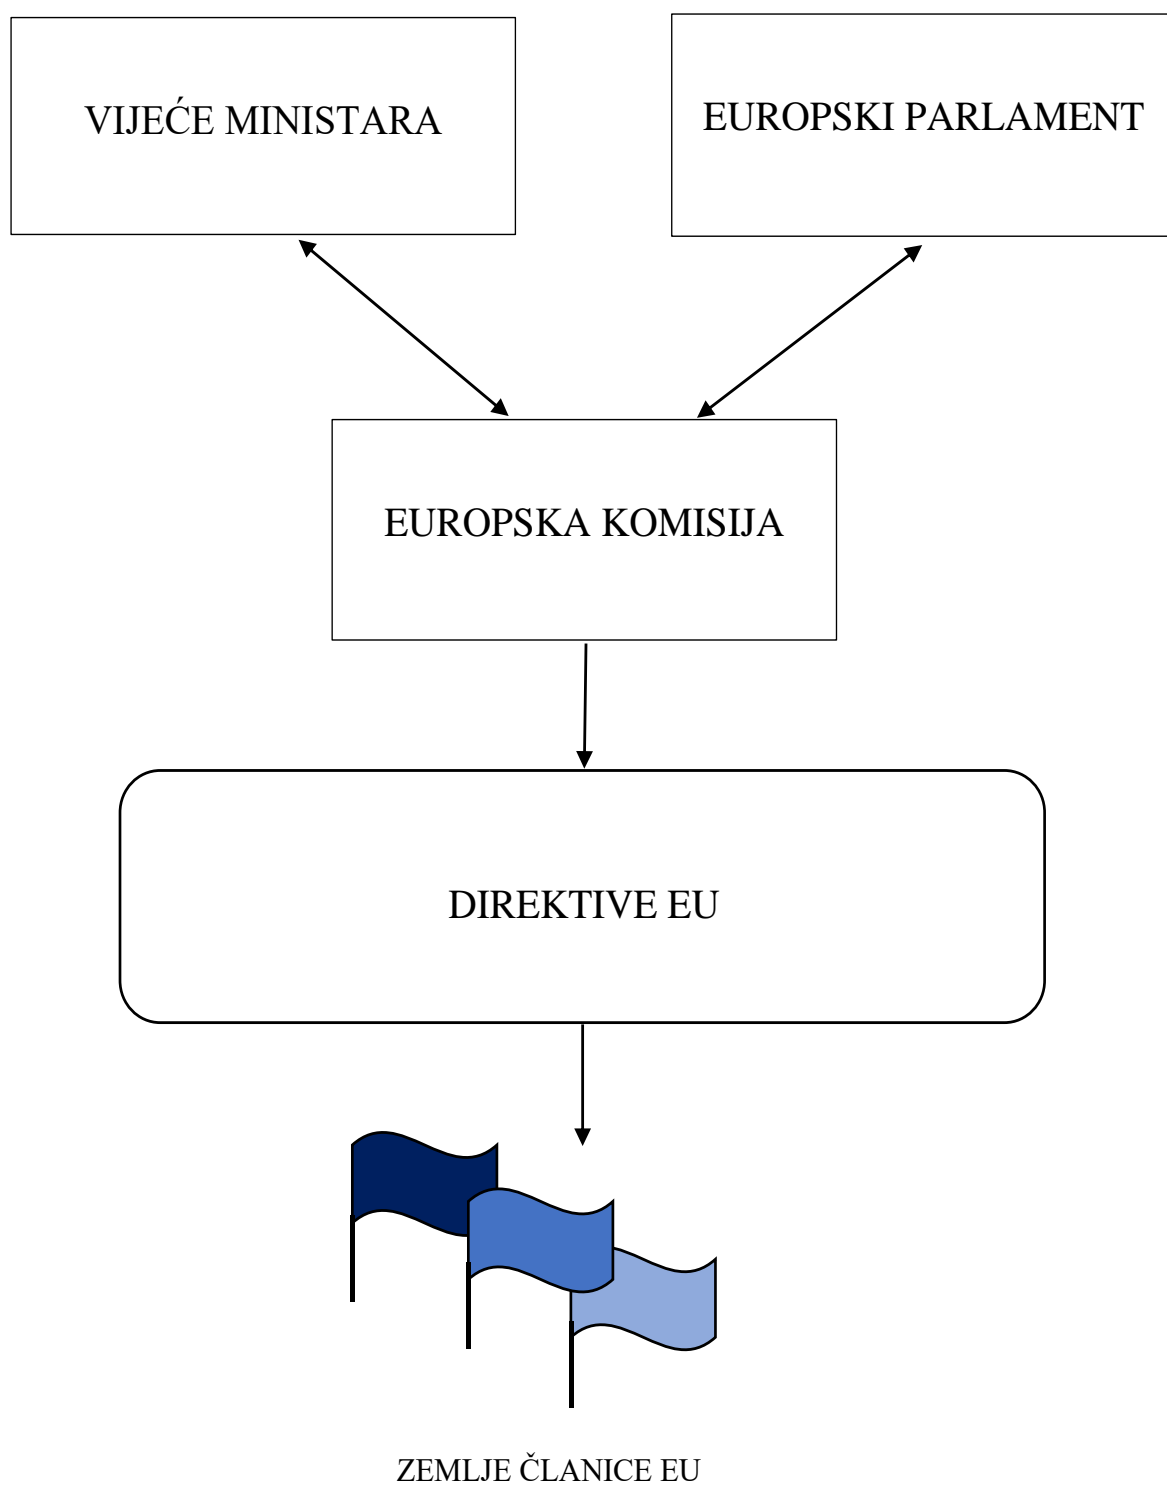 VIJEĆE MINISTARA
EUROPSKI PARLAMENT
EUROPSKA KOMISIJA
DIREKTIVE EU
ZEMLJE ČLANICE EU